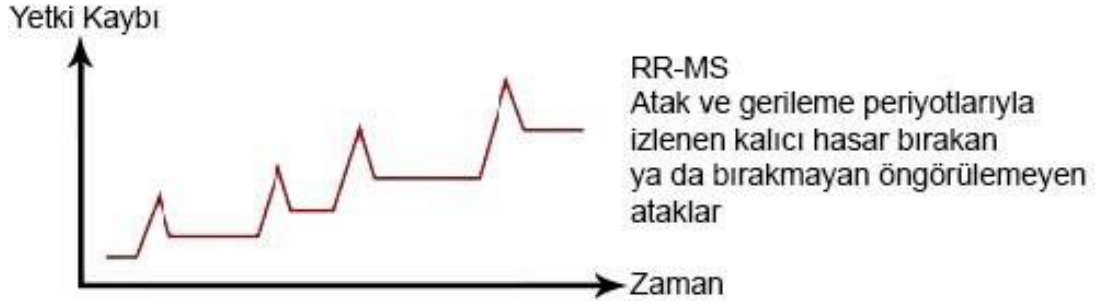 Yetki Kaybı
RR-MS
Atak ve gerileme periyotlarıyla
izlenen kalıcı hasar bırakan
ya da bırakmayan öngörülemeyen
ataklar
Zaman